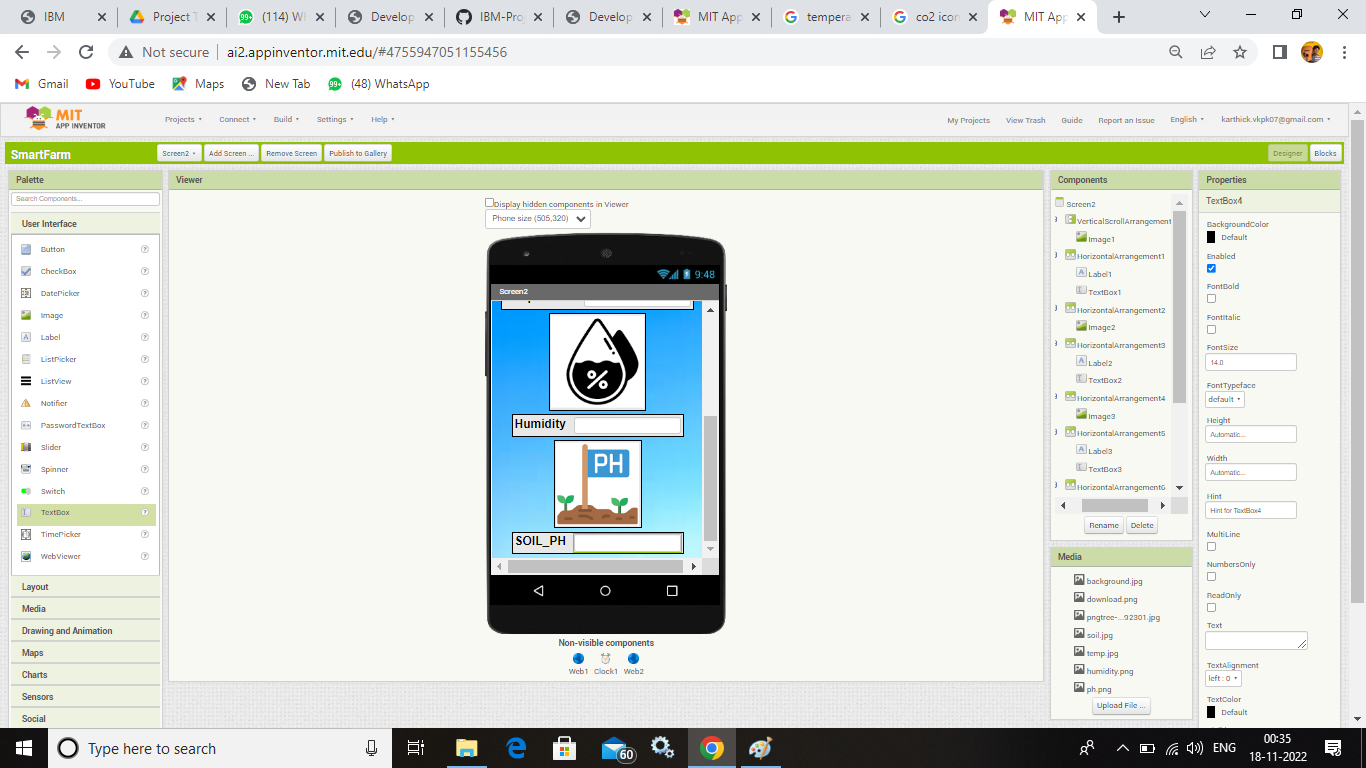 IBM
Project T
99+ (114) Wh
Develop
IBM-Pro
Develop
MIT App
tempera
co2 icon
MIT App
Not secure
ai2.appinventor.mit.edu/#4755947051155456
Gmail
YouTube
Maps
New Tab
99+ (48) WhatsApp
MIT
APP INVENTOR
Projects
Connect
Build
Settings
Help
My Projects
View Trash
Guide
Report an Issue
English
karthick.vkpk07@gmail.com
SmartFarm
Screen2
Add Screen ...
Remove Screen
Publish to Gallery
Designer
Blocks
Palette
Search Components...
User Interface
Button ?
CheckBox ?
DatePicker ?
Image ?
Label ?
ListPicker ?
ListView ?
Notifier ?
PasswordTextBox ?
Slider ?
Spinner ?
Switch ?
TextBox ?
TimePicker ?
WebViewer ?
Layout
Media
Drawing and Animation
Maps
Charts
Sensors
Social
Viewer
Display hidden components in Viewer
Phone size (505,320)
9:48
Screen2
%
Humidity
PH
SOIL_PH
Non-visible components
Web1
Clock1
Web2
Components
Screen2
VerticalScrollArrangement
Image1
HorizontalArrangement1
Label1
TextBox1
HorizontalArrangement2
Image2
HorizontalArrangement3
Label2
TextBox2
HorizontalArrangement4
Image3
HorizontalArrangement5
Label3
TextBox3
HorizontalArrangement6
Rename
Delete
Media
background.jpg
download.png
pngtree-...92301.jpg
soil.jpg
temp.jpg
humidity.png
ph.png
Upload File ...
Properties
TextBox4
BackgroundColor
Default
Enabled
FontBold
FontItalic
FontSize
14.0
FontTypeface
default
Height
Automatic...
Width
Automatic...
Hint
Hint for TextBox4
MultiLine
NumbersOnly
ReadOnly
Text
TextAlignment
left : 0
TextColor
Default
Type here to search
60
ENG
00:35
18-11-2022